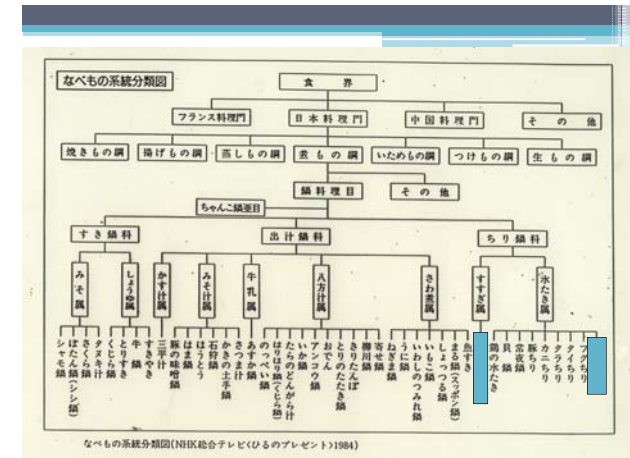 なべもの系統分類図
食界
フランス料理門
日本料理門
中国料理門
その他
焼きもの綱
揚げもの綱
蒸しもの綱
煮もの綱
いためもの綱
つけもの綱
生もの綱
鍋料理目
その他
ちゃんこ鍋亜目
すき鍋科
出汁鍋科
ちり鍋科
みそ属
しょうゆ属
かす汁属
みそ汁属
牛乳属
八方汁属
さわ煮属
すすぎ属
水たき属
シャモ鍋
ぼたん鍋(シシ鍋)
さくら鍋
タヌキ汁
くじら鍋
とりすき
牛鍋
すきやき
三平汁
豚の味噌鍋
はま鍋
ほうとう
石狩鍋
かきの土手鍋
さつま汁
あすか鍋
のっぺい鍋
はりはり鍋(くじら鍋)
たらのどんがら汁
いか鍋
アンコウ鍋
おでん
とりのたたき鍋
きりたんぽ
柳川鍋
寄せ鍋
ねぎま鍋
うに鍋
いわしのつみれ鍋
いもこ鍋
しょっつる鍋
まる鍋(スッポン鍋)
魚すき
鶏の水たき
貝鍋
常夜鍋
豚ちり
カニちり
タラちり
タイちり
フグちり
なべもの系統分類図(NHK総合テレビ<ひるのプレゼント>1984)